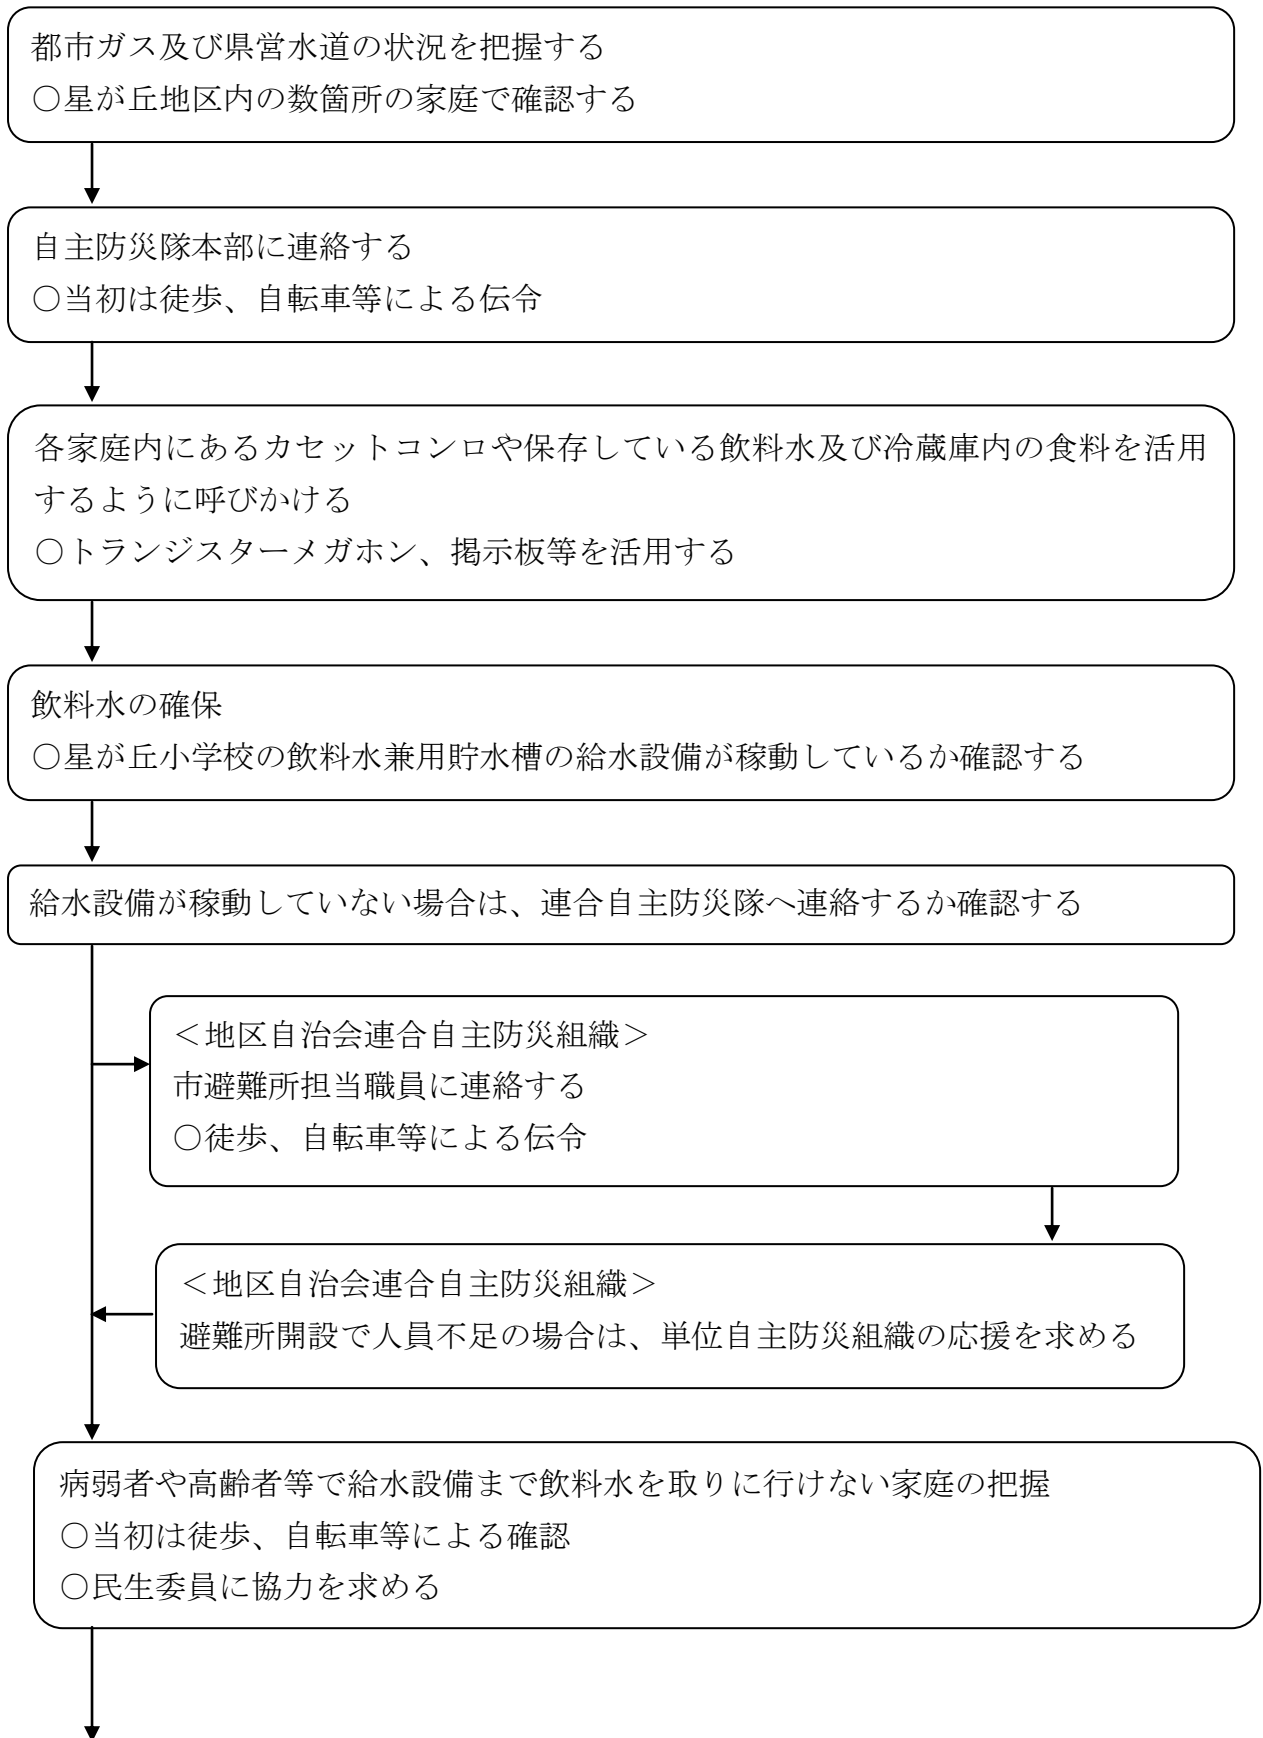 都市ガス及び県営水道の状況を把握する
○星が丘地区内の数箇所の家庭で確認する
自主防災隊本部に連絡する
○当初は徒歩、自転車等による伝令
各家庭内にあるカセットコンロや保存している飲料水及び冷蔵庫内の食料を活用
するように呼びかける
○トランジスターメガホン、掲示板等を活用する
飲料水の確保
○星が丘小学校の飲料水兼用貯水槽の給水設備が稼動しているか確認する
給水設備が稼動していない場合は、連合自主防災隊へ連絡するか確認する
＜地区自治会連合自主防災組織＞
市避難所担当職員に連絡する
○徒歩、自転車等による伝令
＜地区自治会連合自主防災組織＞
避難所開設で人員不足の場合は、単位自主防災組織の応援を求める
病弱者や高齢者等で給水設備まで飲料水を取りに行けない家庭の把握
○当初は徒歩、自転車等による確認
○民生委員に協力を求める